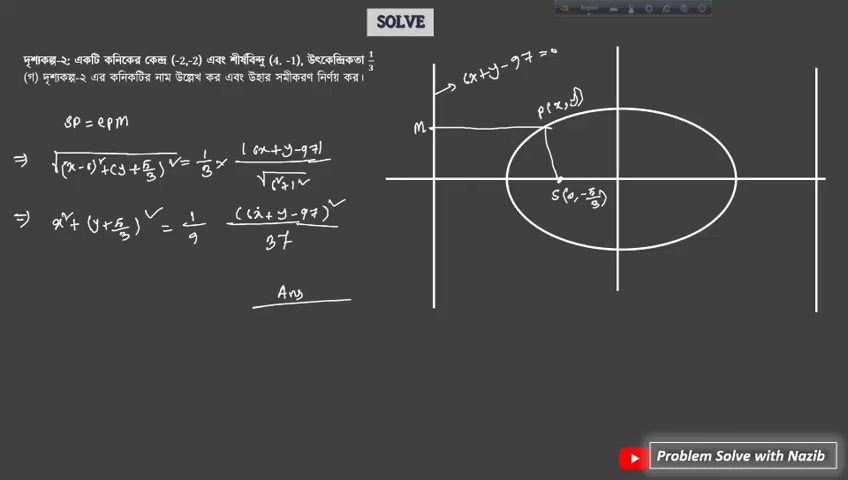 SOLVE
দৃশ্যকল্প-২: একটি কনিকের কেন্দ্র (-2,-2) এবং শীর্ষবিন্দু (4, -1), উৎকেন্দ্রিকতা 1/3
(গ) দৃশ্যকল্প-২ এর কনিকটির নাম উল্লেখ কর এবং উহার সমীকরণ নির্ণয় কর।
SP = ePM
⇒ √((x-0)² + (y + 5/3)²) = 1/3 × |6x+y-97| / √(6²+1²)
⇒ x² + (y + 5/3)² = 1/9 (6x+y-97)² / 37
Ans
6x+y-97=0
P(x,y)
M
S(0, -5/3)
Problem Solve with Nazib